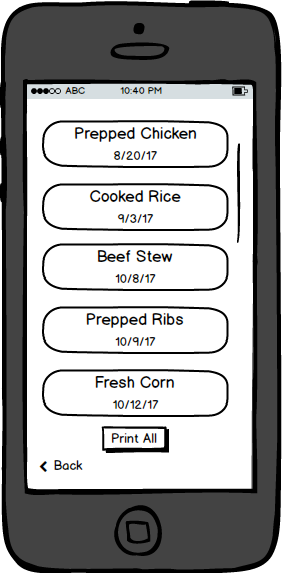 ABC 10:40 PM
Prepped Chicken
8/20/17
Cooked Rice
9/3/17
Beef Stew
10/8/17
Prepped Ribs
10/9/17
Fresh Corn
10/12/17
Print All
Back